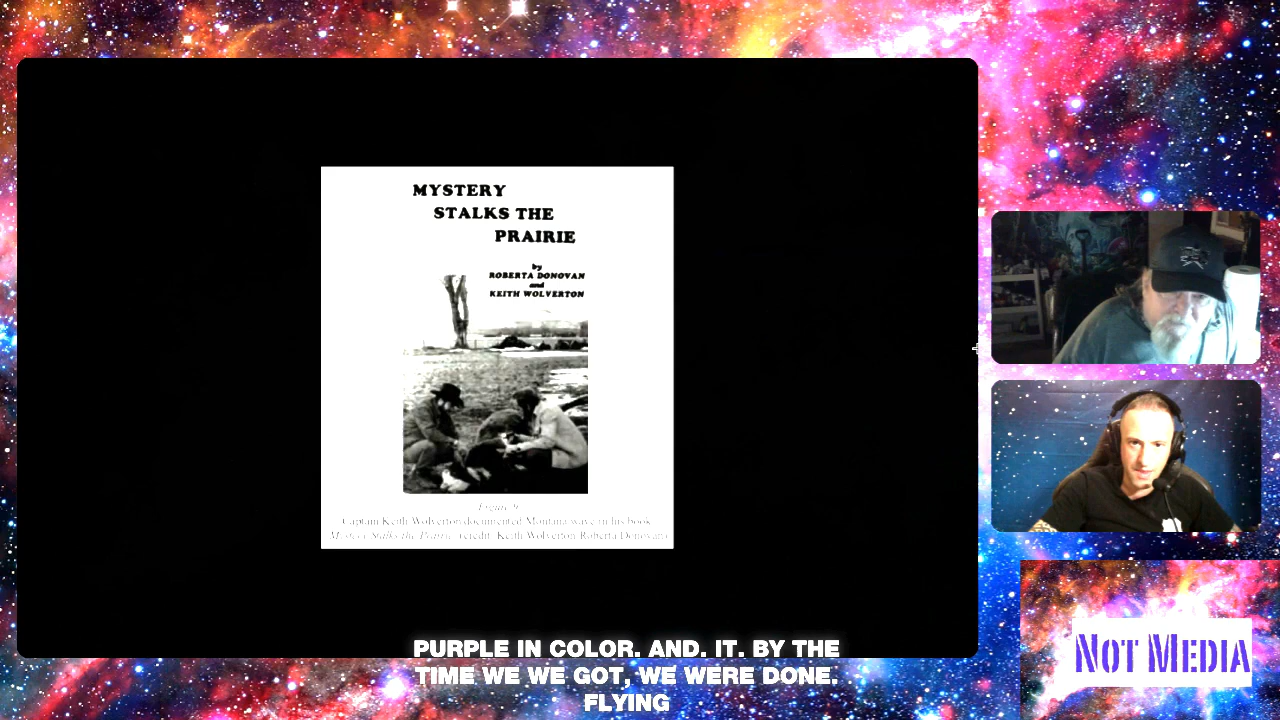 MYSTERY
STALKS THE
PRAIRIE
by
ROBERTA DONOVAN
and
KEITH WOLVERTON
Figure
Captain Keith Wolverton documented Montana wave in his book
Mystery Stalks the Prairie (credit: Keith Wolverton Roberta Donovan)
NOT MEDIA
PURPLE IN COLOR. AND. IT. BY THE
TIME WE WE GOT, WE WERE DONE.
FLYING